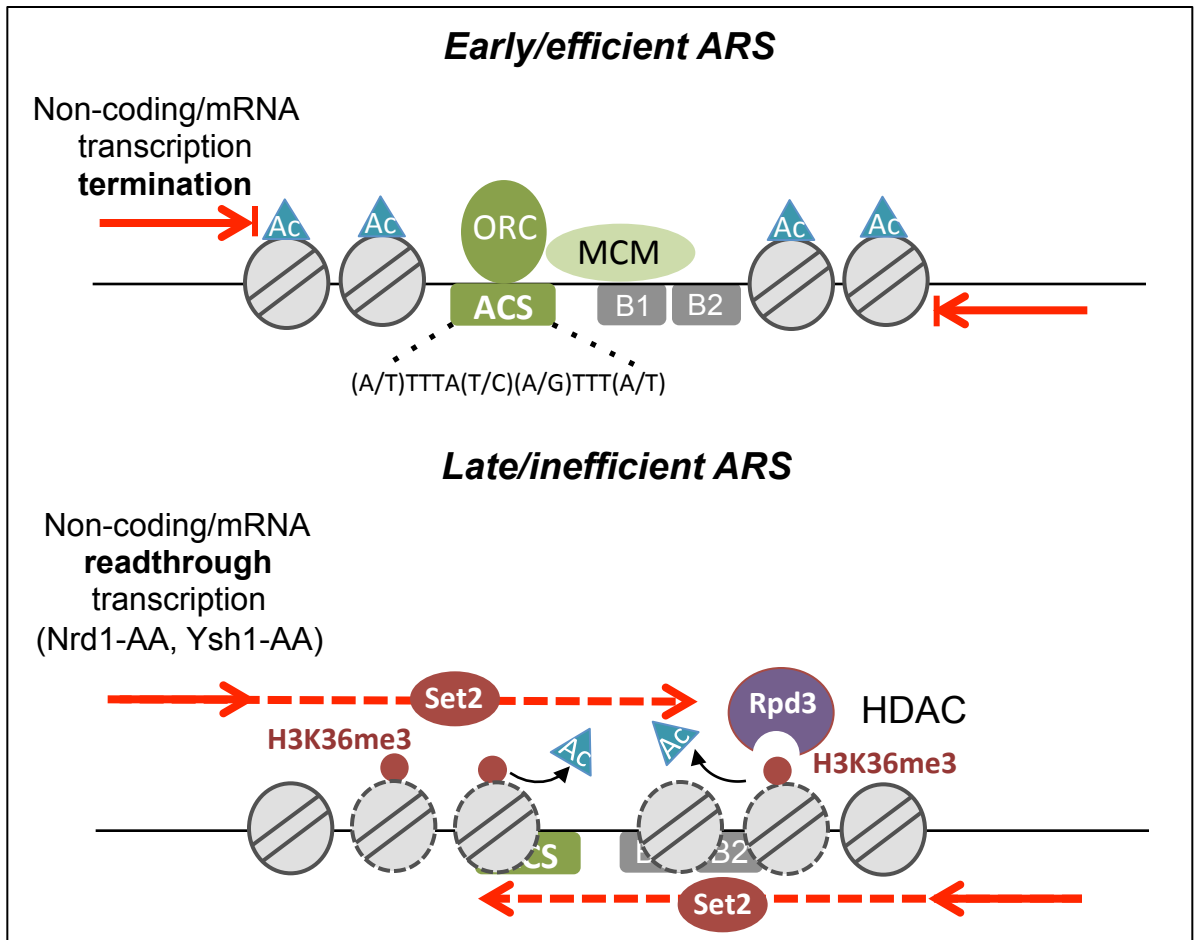 Early/efficient ARS
Non-coding/mRNA
transcription
termination
Ac
Ac
ORC
MCM
Ac
Ac
ACS
B1
B2
(A/T)TTTA(T/C)(A/G)TTT(A/T)
Late/inefficient ARS
Non-coding/mRNA
readthrough
transcription
(Nrd1-AA, Ysh1-AA)
Set2
Rpd3
HDAC
H3K36me3
Ac
Ac
H3K36me3
CS
B2
Set2